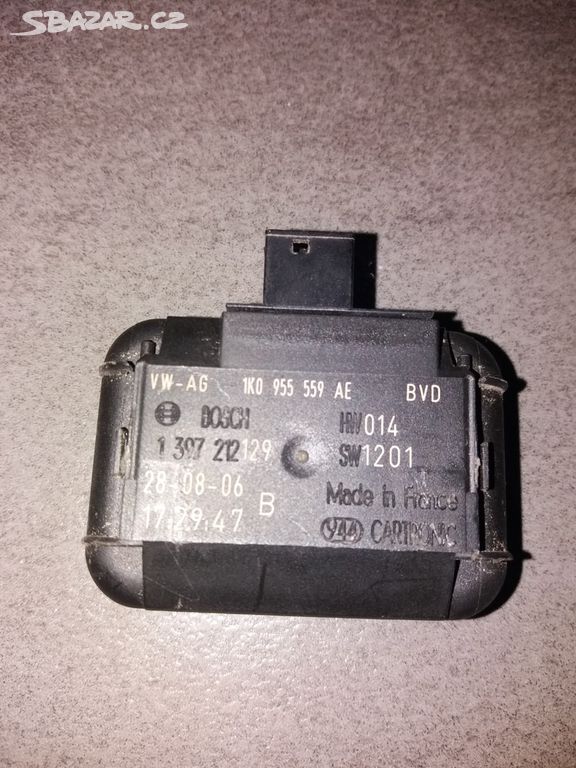 SBAZAR.CZ
VW-AG 1K0 955 559 AE BVD
BOSCH HW014
1 397 212129 SW1201
28-08-06 B Made in France
17:29:47 944 CARTRONIC